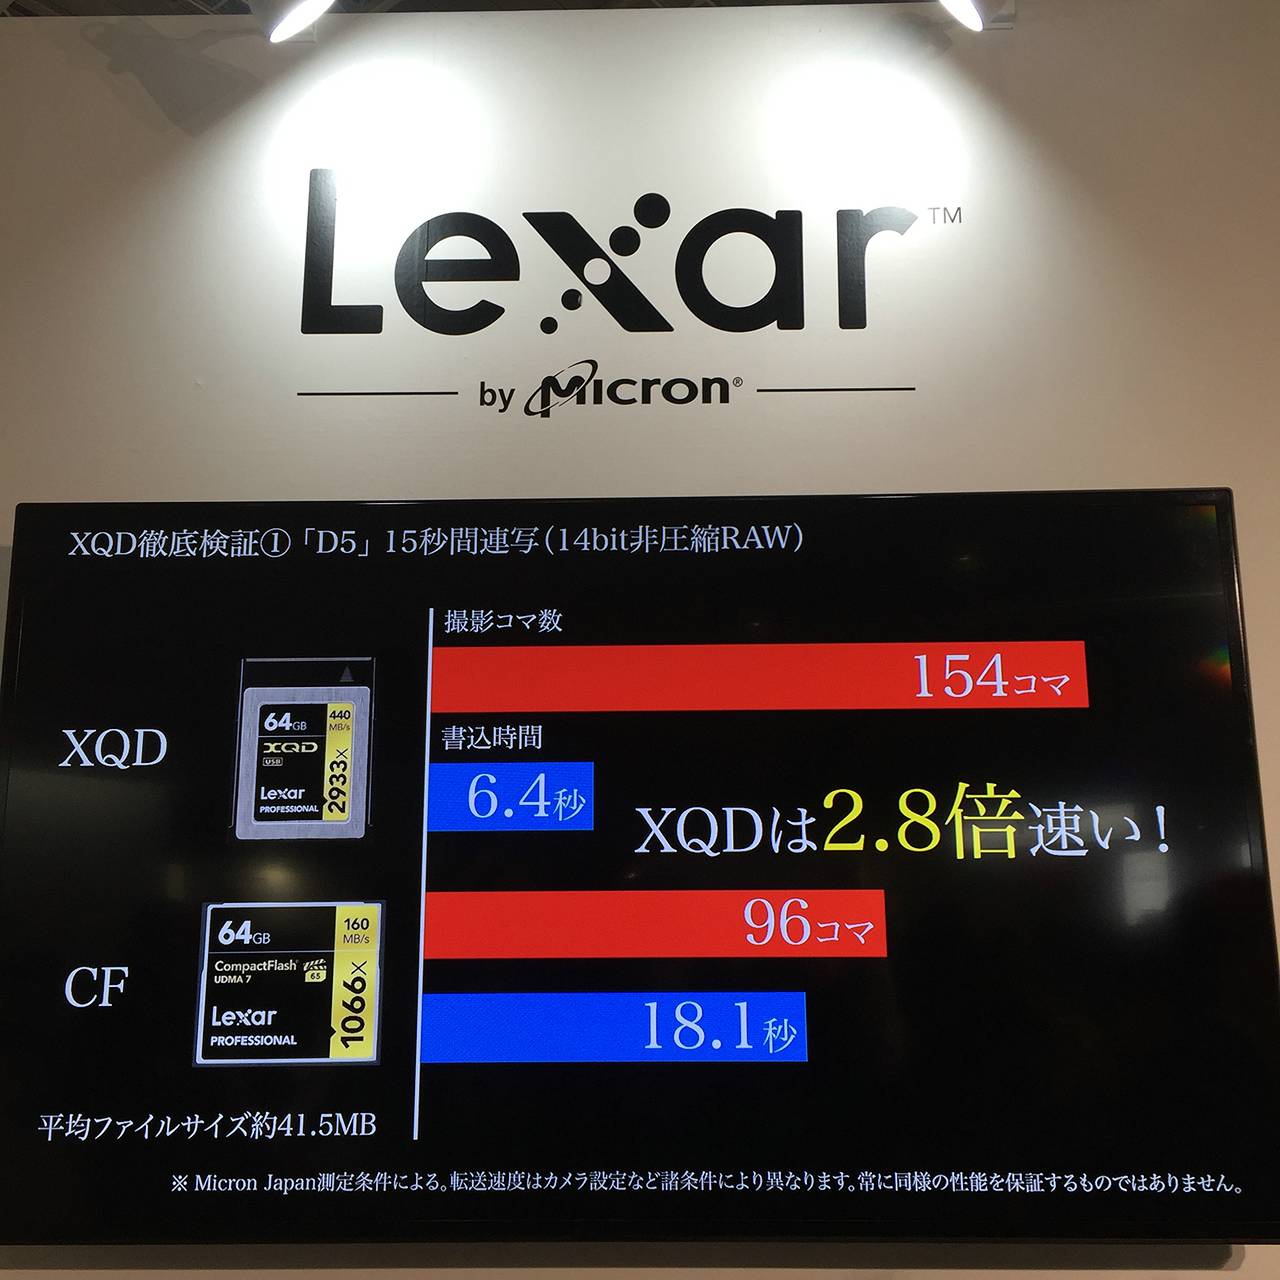 Lexar™
by Micron®
XQD徹底検証①「D5」15秒間連写(14bit非圧縮RAW)
撮影コマ数
154コマ
XQD
64GB
440
MB/s
XQD
USB
2933x
Lexar
PROFESSIONAL
書込時間
6.4秒
XQDは2.8倍速い!
CF
64GB
160
MB/s
CompactFlash
UDMA 7
65
1066x
Lexar
PROFESSIONAL
96コマ
18.1秒
平均ファイルサイズ約41.5MB
※ Micron Japan測定条件による。転送速度はカメラ設定など諸条件により異なります。常に同様の性能を保証するものではありません。